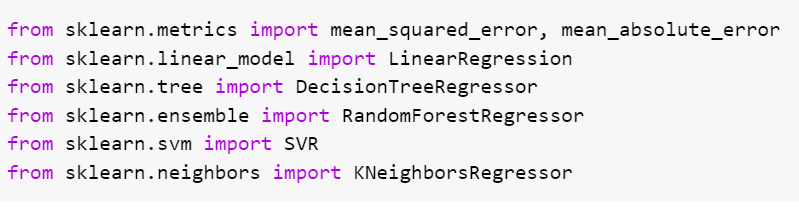 from sklearn.metrics import mean_squared_error, mean_absolute_error
from sklearn.linear_model import LinearRegression
from sklearn.tree import DecisionTreeRegressor
from sklearn.ensemble import RandomForestRegressor
from sklearn.svm import SVR
from sklearn.neighbors import KNeighborsRegressor